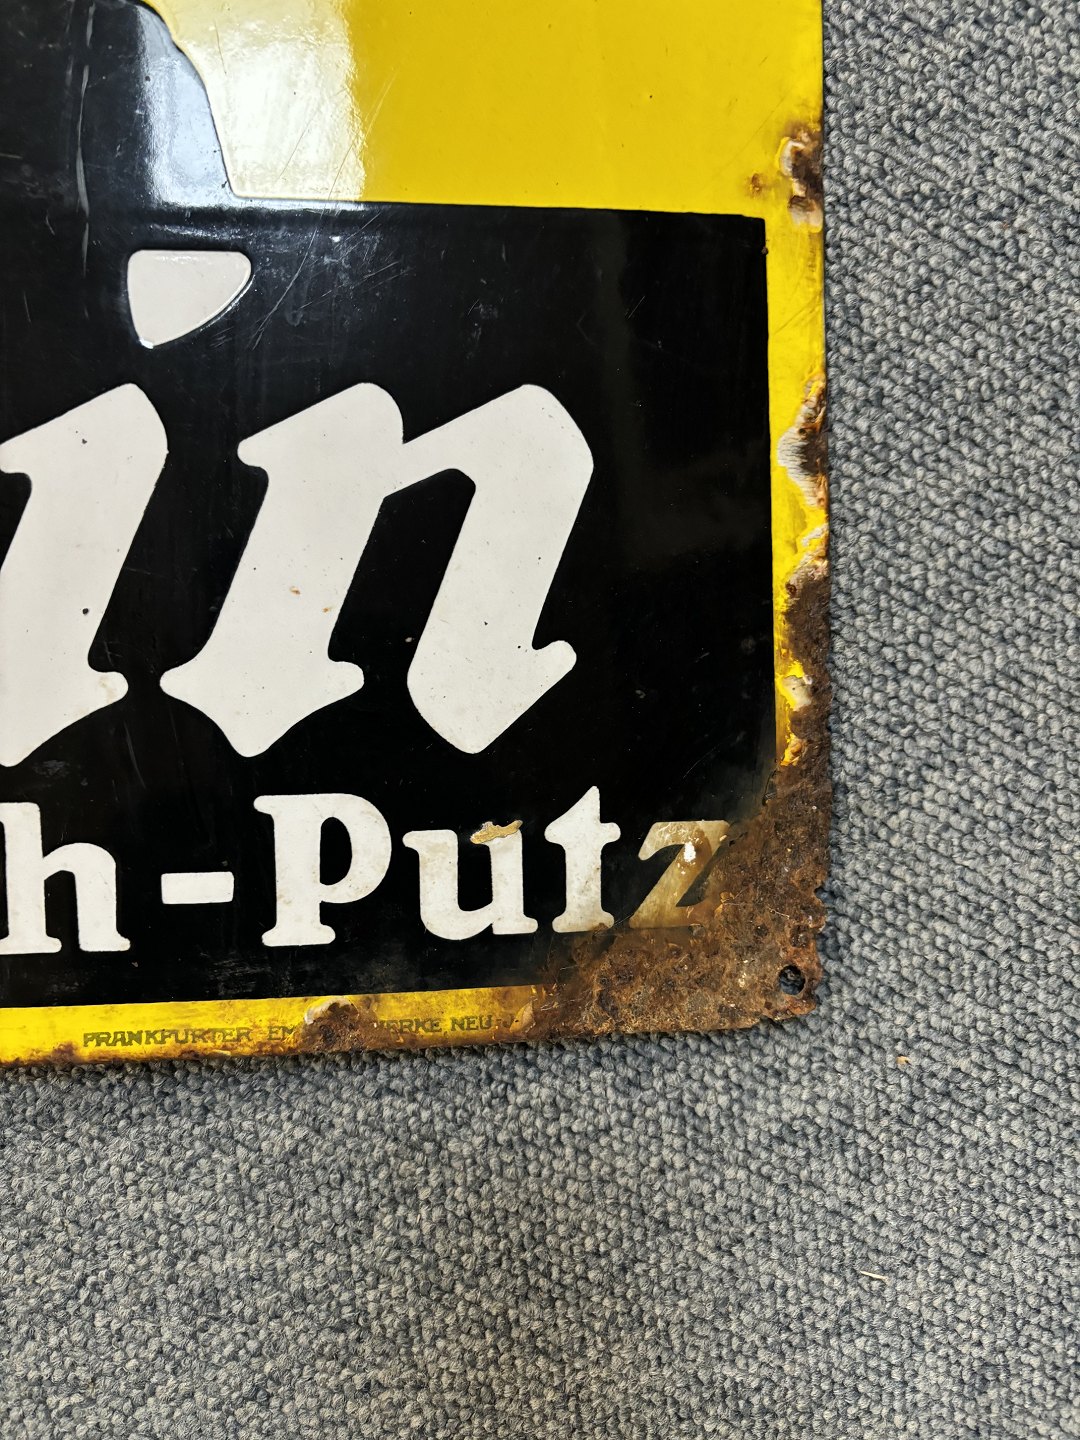 in
h-Putz
FRANKFURTER EM WERKE NEU-J